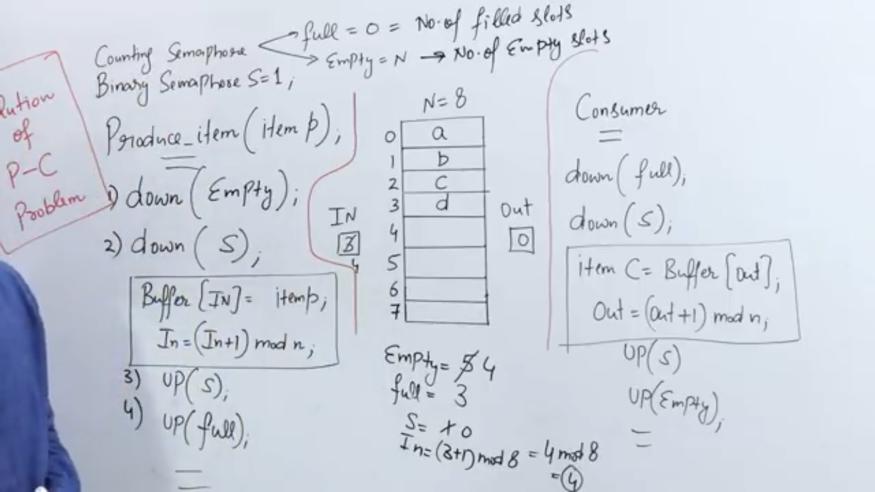 Counting Semaphore
full = 0 = No. of filled slots
Empty = N → No. of Empty slots
Binary Semaphore S=1;
lution
of
P-C
Problem
Produce_item(item p);
1) down(Empty);
2) down(S);
Buffer[IN] = itemp;
In=(In+1) mod n;
3) UP(S);
4) UP(full);
N=8
0 a
1 b
2 c
3 d
4
5
6
7
IN
3
4
Out
0
Empty= 5 4
full = 3
S= 1 0
In=(3+1) mod 8 = 4 mod 8
= 4
Consumer
down(full);
down(S);
item C= Buffer[Out];
Out=(Out+1) mod n;
UP(S)
UP(Empty);